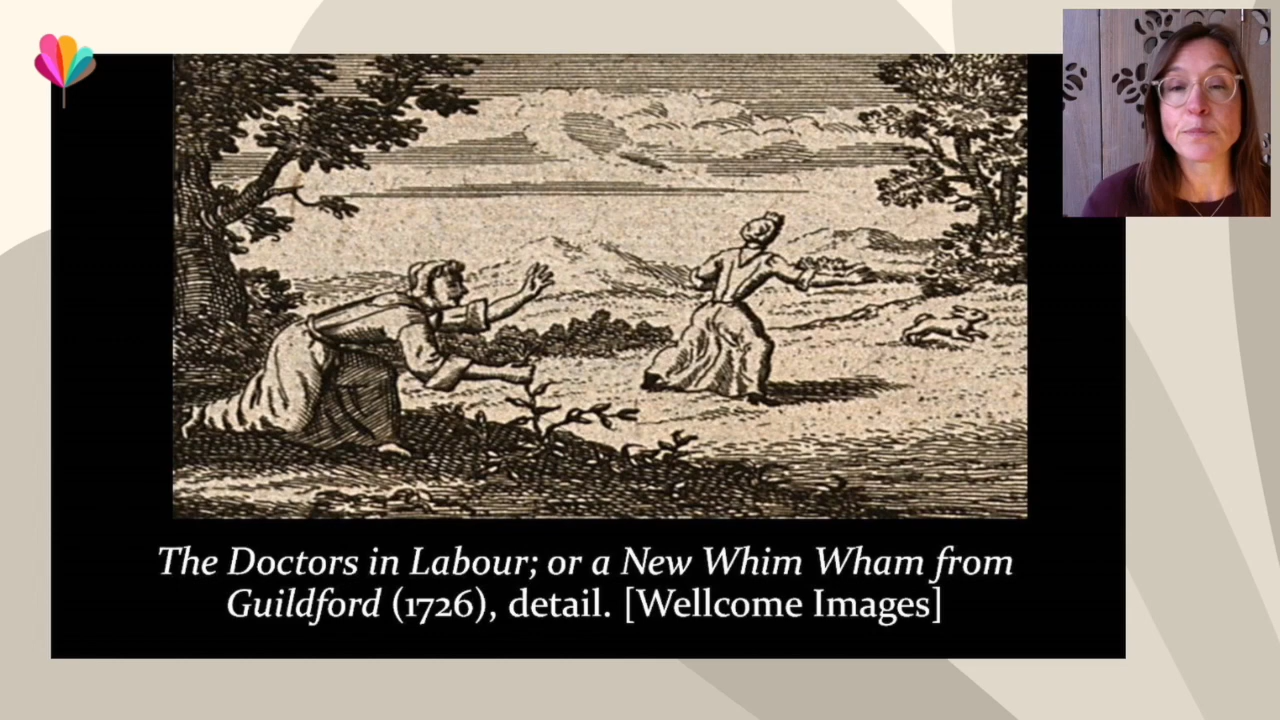 The Doctors in Labour; or a New Whim Wham from
Guildford (1726), detail. [Wellcome Images]